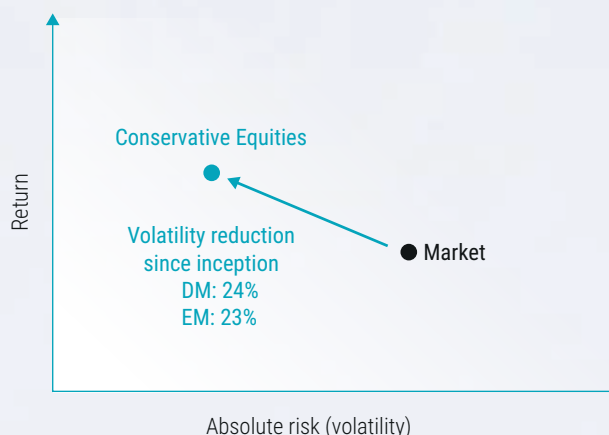 Conservative Equities
Return
Volatility reduction
since inception
DM: 24%
EM: 23%
Market
Absolute risk (volatility)